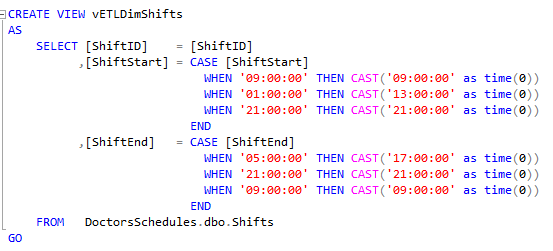 CREATE VIEW vETLDimShifts
AS
    SELECT [ShiftID]    = [ShiftID]
          ,[ShiftStart] = CASE [ShiftStart]
                            WHEN '09:00:00' THEN CAST('09:00:00' as time(0))
                            WHEN '01:00:00' THEN CAST('13:00:00' as time(0))
                            WHEN '21:00:00' THEN CAST('21:00:00' as time(0))
                          END
          ,[ShiftEnd]   = CASE [ShiftEnd]
                            WHEN '05:00:00' THEN CAST('17:00:00' as time(0))
                            WHEN '21:00:00' THEN CAST('21:00:00' as time(0))
                            WHEN '09:00:00' THEN CAST('09:00:00' as time(0))
                          END
    FROM   DoctorsSchedules.dbo.Shifts
GO